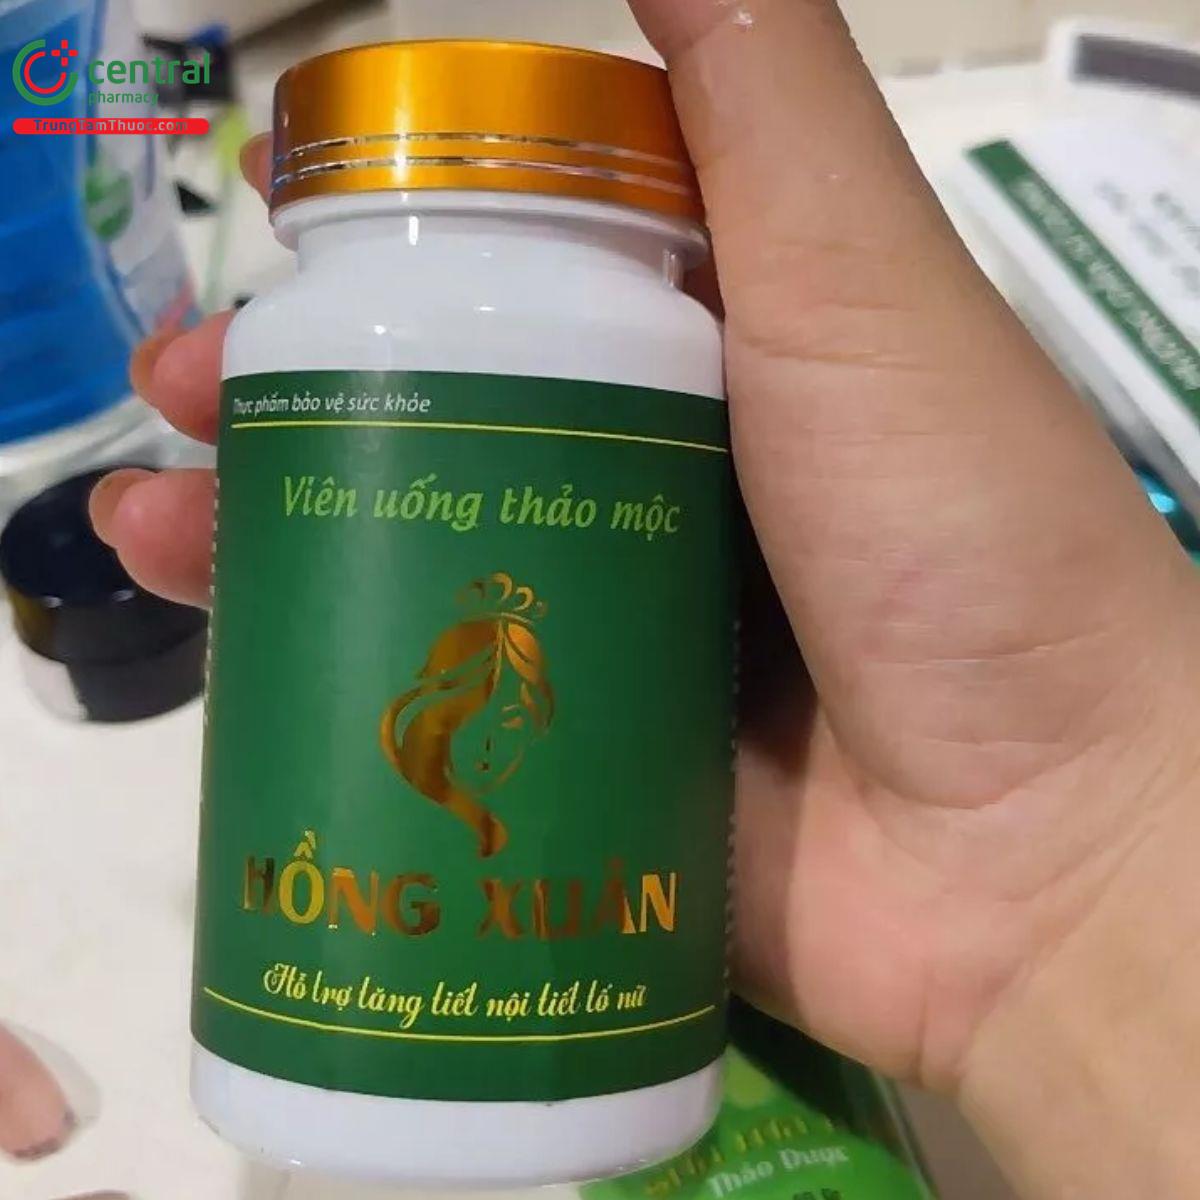 central
pharmacy
TrungTamThuoc.com
Thực phẩm bảo vệ sức khỏe
Viên uống thảo mộc
HỒNG XUÂN
Hỗ trợ tăng tiết nội tiết tố nữ
Thảo Dược